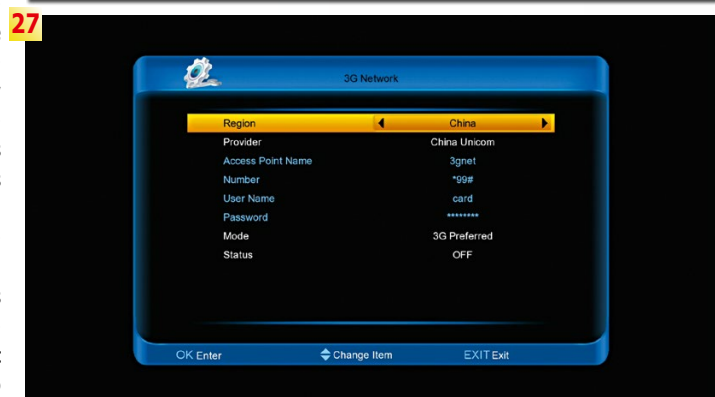 27
3G Network
Region China
Provider China Unicom
Access Point Name 3gnet
Number *99#
User Name card
Password ********
Mode 3G Preferred
Status OFF
OK Enter Change Item EXIT Exit